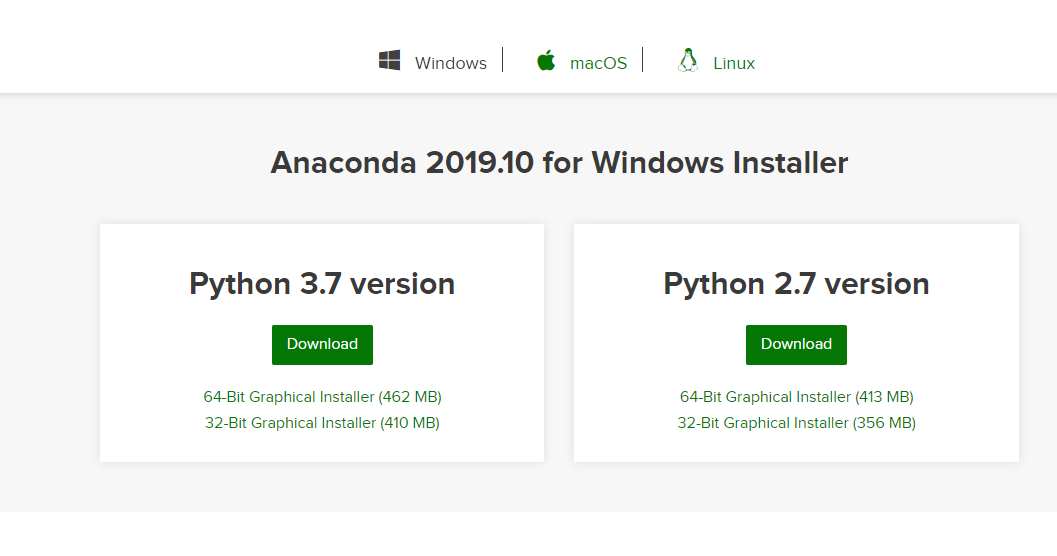 Windows macOS Linux
Anaconda 2019.10 for Windows Installer
Python 3.7 version
Download
64-Bit Graphical Installer (462 MB)
32-Bit Graphical Installer (410 MB)
Python 2.7 version
Download
64-Bit Graphical Installer (413 MB)
32-Bit Graphical Installer (356 MB)